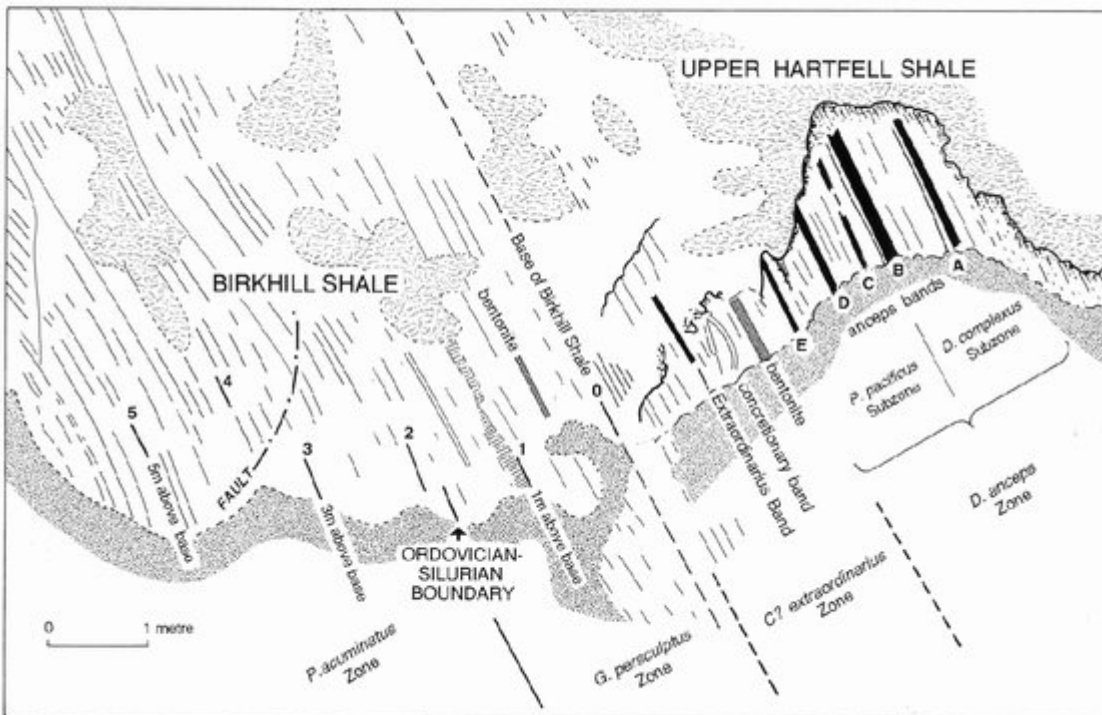 UPPER HARTFELL SHALE
BIRKHILL SHALE
Base of Birkhill Shale
bentonite
0
1
2
3
4
5
FAULT
5m above base
3m above base
1m above base
ORDOVICIAN-
SILURIAN
BOUNDARY
A
B
C
D
E
anceps bands
D. complexus
Subzone
P. pacificus
Subzone
bentonite
Concretionary band
Extraordinarius Band
D. anceps
Zone
C? extraordinarius
Zone
G. persculptus
Zone
P. acuminatus
Zone
0 1 metre